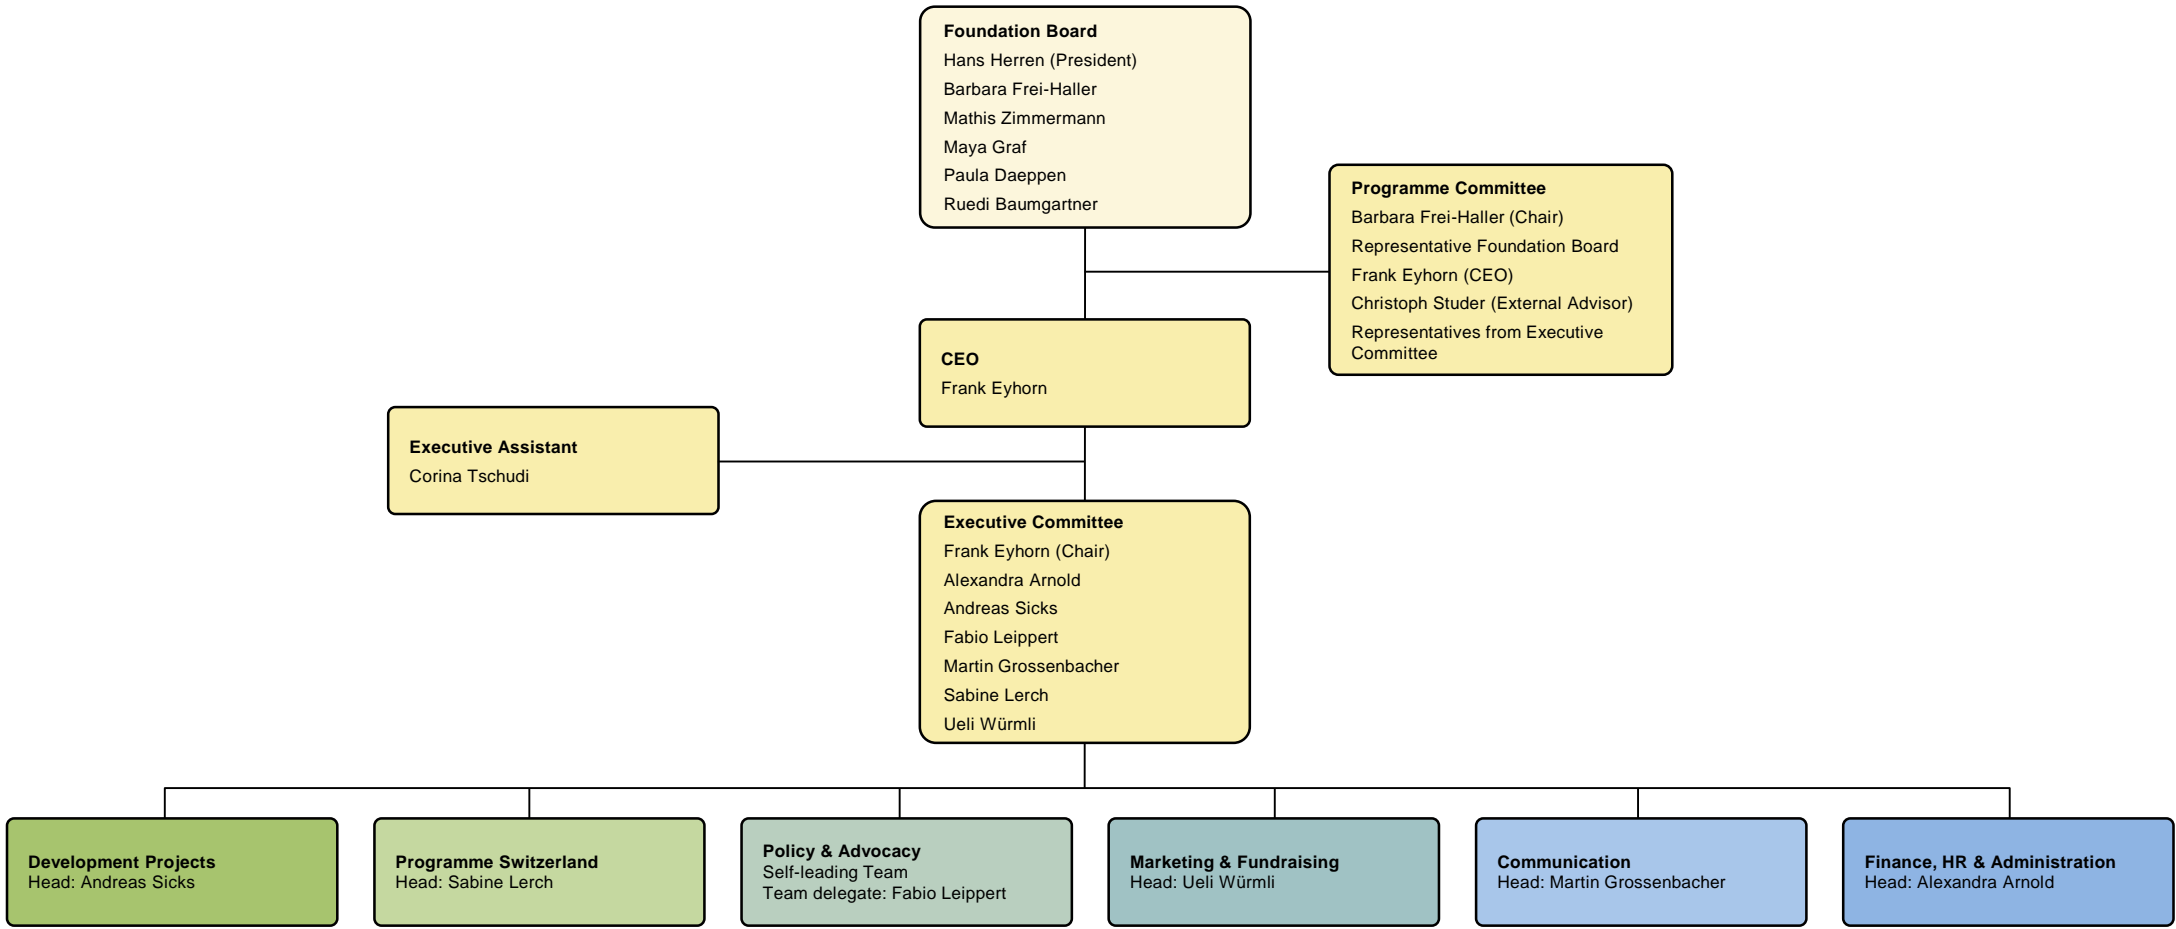 Foundation Board
Hans Herren (President)
Barbara Frei-Haller
Mathis Zimmermann
Maya Graf
Paula Daeppen
Ruedi Baumgartner
Programme Committee
Barbara Frei-Haller (Chair)
Representative Foundation Board
Frank Eyhorn (CEO)
Christoph Studer (External Advisor)
Representatives from Executive
Committee
CEO
Frank Eyhorn
Executive Assistant
Corina Tschudi
Executive Committee
Frank Eyhorn (Chair)
Alexandra Arnold
Andreas Sicks
Fabio Leippert
Martin Grossenbacher
Sabine Lerch
Ueli Würmli
Development Projects
Head: Andreas Sicks
Programme Switzerland
Head: Sabine Lerch
Policy & Advocacy
Self-leading Team
Team delegate: Fabio Leippert
Marketing & Fundraising
Head: Ueli Würmli
Communication
Head: Martin Grossenbacher
Finance, HR & Administration
Head: Alexandra Arnold